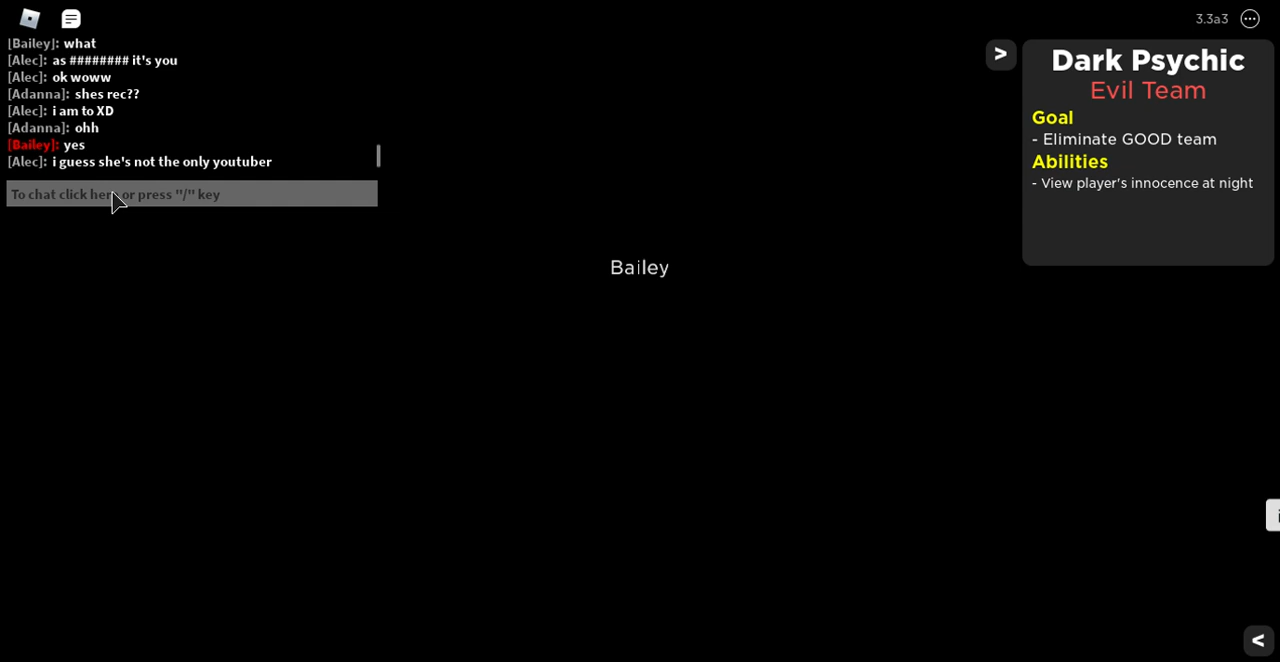 3.3a3
[Bailey]: what
[Alec]: as ######## it's you
[Alec]: ok woww
[Adanna]: shes rec??
[Alec]: i am to XD
[Adanna]: ohh
[Bailey]: yes
[Alec]: i guess she's not the only youtuber
To chat click here or press "/" key
>
Dark Psychic
Evil Team
Goal
- Eliminate GOOD team
Abilities
- View player's innocence at night
Bailey
<